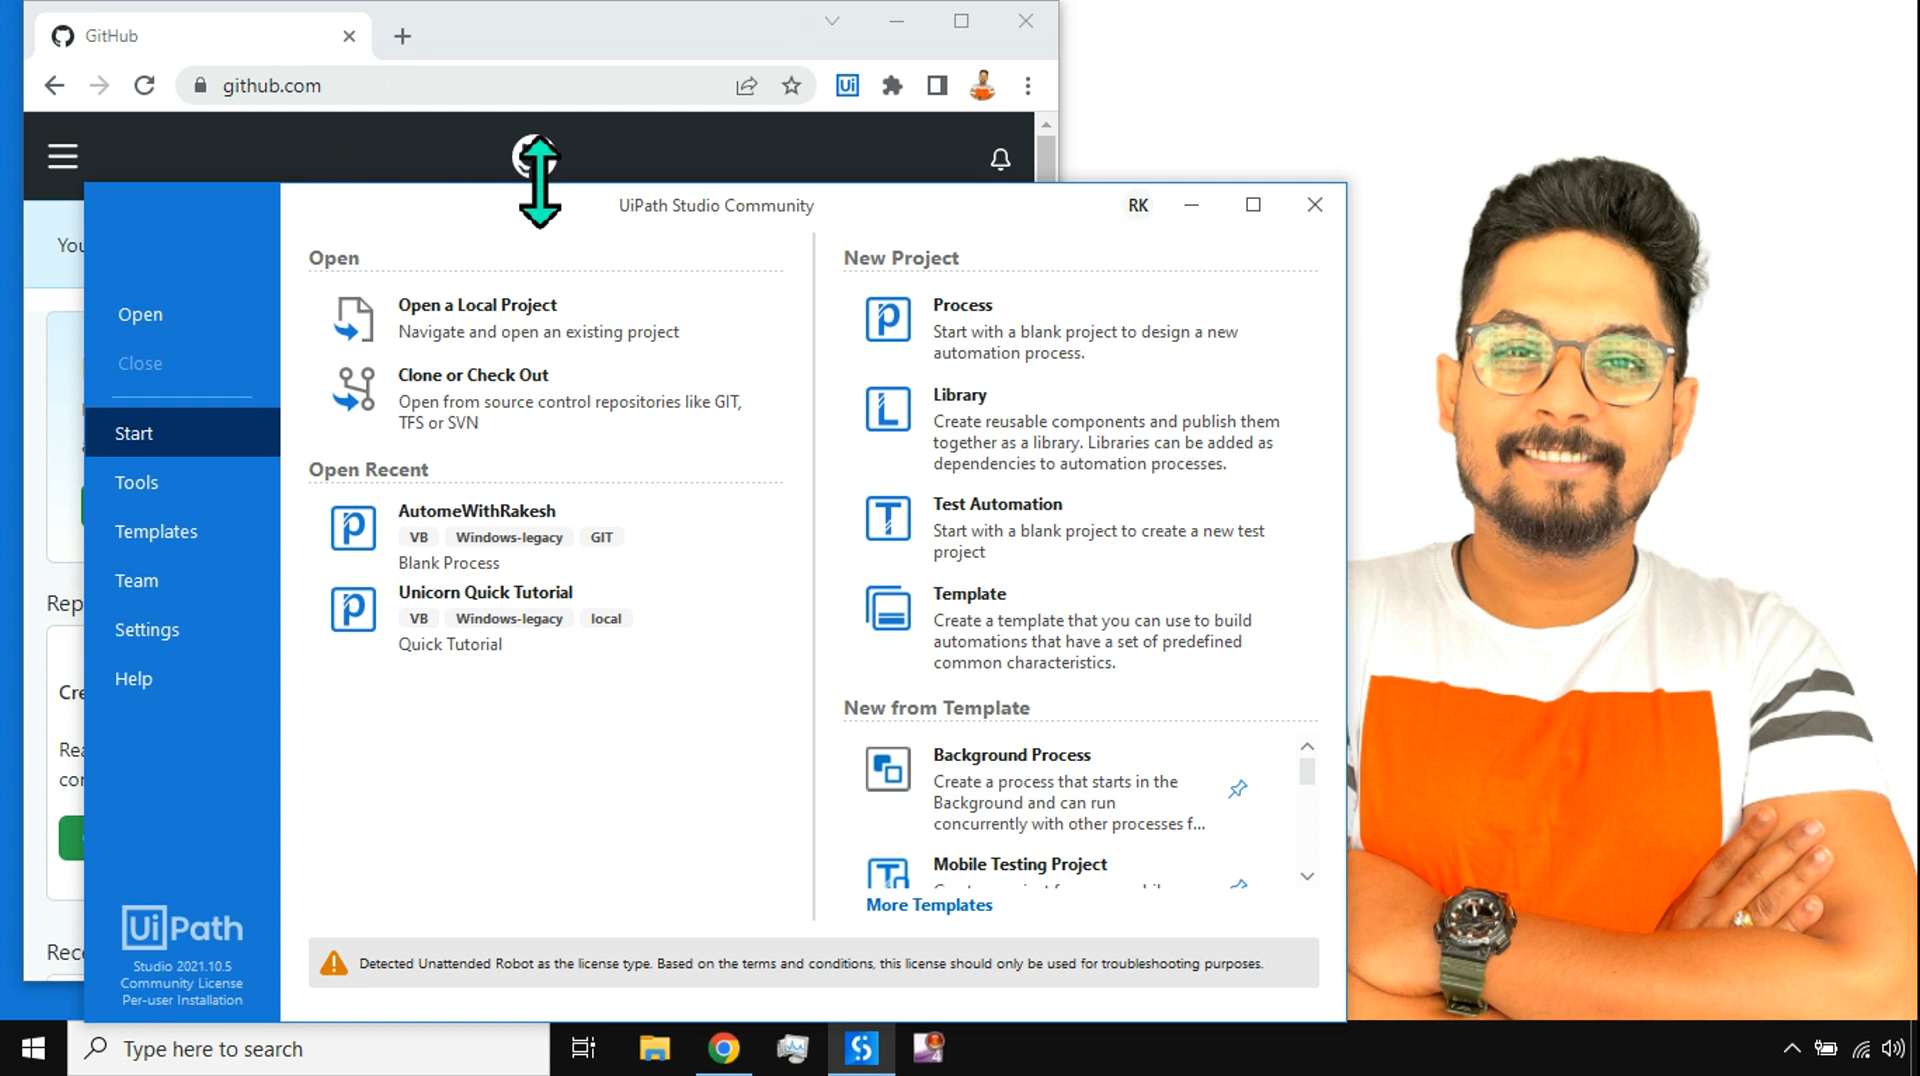 GitHub
github.com
Ui
You
UiPath Studio Community
RK
Open
Close
Start
Tools
Templates
Team
Settings
Help
Open
Open a Local Project
Navigate and open an existing project
Clone or Check Out
Open from source control repositories like GIT,
TFS or SVN
Open Recent
AutomeWithRakesh
VB Windows-legacy GIT
Blank Process
Unicorn Quick Tutorial
VB Windows-legacy local
Quick Tutorial
New Project
Process
Start with a blank project to design a new
automation process.
Library
Create reusable components and publish them
together as a library. Libraries can be added as
dependencies to automation processes.
Test Automation
Start with a blank project to create a new test
project
Template
Create a template that you can use to build
automations that have a set of predefined
common characteristics.
New from Template
Background Process
Create a process that starts in the
Background and can run
concurrently with other processes f...
Mobile Testing Project
More Templates
Rep
Cre
Rea
con
Rece
UiPath
Studio 2021.10.5
Community License
Per-user Installation
Detected Unattended Robot as the license type. Based on the terms and conditions, this license should only be used for troubleshooting purposes.
Type here to search